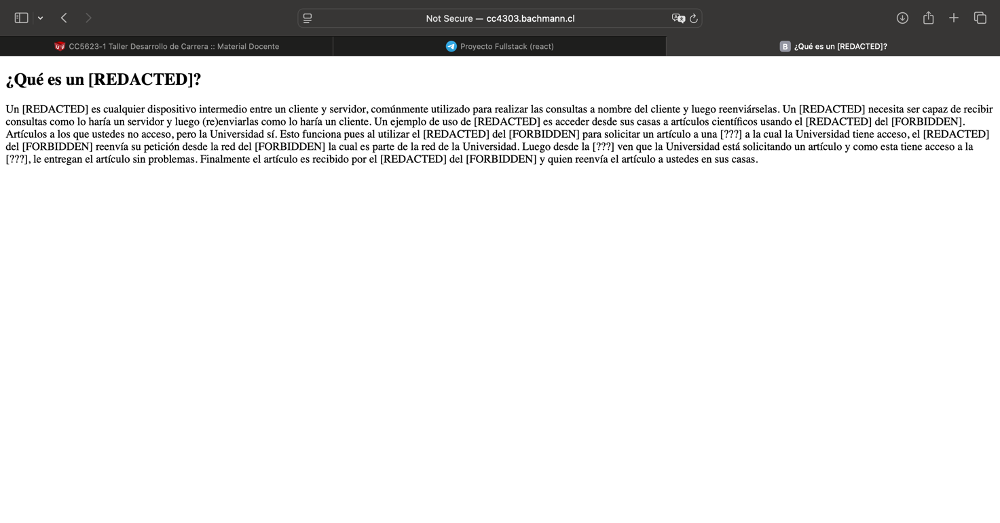 Not Secure — cc4303.bachmann.cl
CC5623-1 Taller Desarrollo de Carrera :: Material Docente
Proyecto Fullstack (react)
B ¿Qué es un [REDACTED]?
¿Qué es un [REDACTED]?
Un [REDACTED] es cualquier dispositivo intermedio entre un cliente y servidor, comúnmente utilizado para realizar las consultas a nombre del cliente y luego reenviárselas. Un [REDACTED] necesita ser capaz de recibir
consultas como lo haría un servidor y luego (re)enviarlas como lo haría un cliente. Un ejemplo de uso de [REDACTED] es acceder desde sus casas a artículos científicos usando el [REDACTED] del [FORBIDDEN].
Artículos a los que ustedes no acceso, pero la Universidad sí. Esto funciona pues al utilizar el [REDACTED] del [FORBIDDEN] para solicitar un artículo a una [???] a la cual la Universidad tiene acceso, el [REDACTED]
del [FORBIDDEN] reenvía su petición desde la red del [FORBIDDEN] la cual es parte de la red de la Universidad. Luego desde la [???] ven que la Universidad está solicitando un artículo y como esta tiene acceso a la
[???], le entregan el artículo sin problemas. Finalmente el artículo es recibido por el [REDACTED] del [FORBIDDEN] y quien reenvía el artículo a ustedes en sus casas.